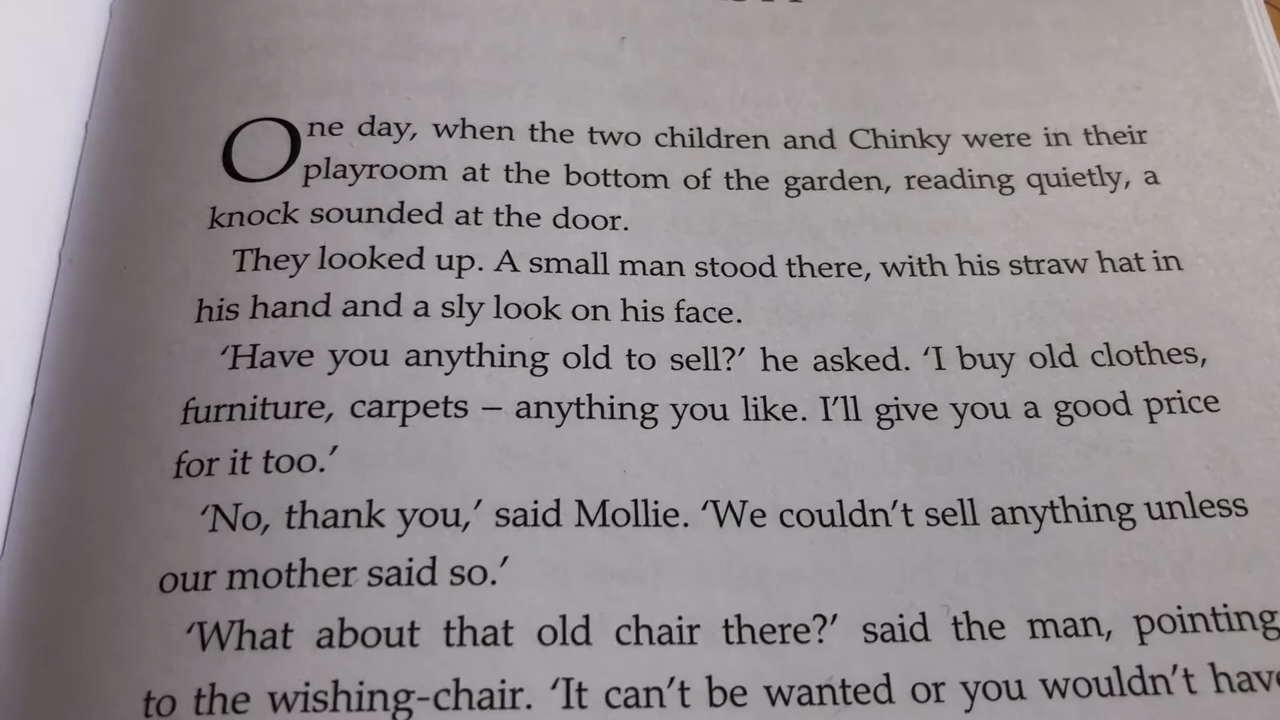 One day, when the two children and Chinky were in their
playroom at the bottom of the garden, reading quietly, a
knock sounded at the door.
They looked up. A small man stood there, with his straw hat in
his hand and a sly look on his face.
‘Have you anything old to sell?’ he asked. ‘I buy old clothes,
furniture, carpets – anything you like. I’ll give you a good price
for it too.’
‘No, thank you,’ said Mollie. ‘We couldn’t sell anything unless
our mother said so.’
‘What about that old chair there?’ said the man, pointing
to the wishing-chair. ‘It can’t be wanted or you wouldn’t have